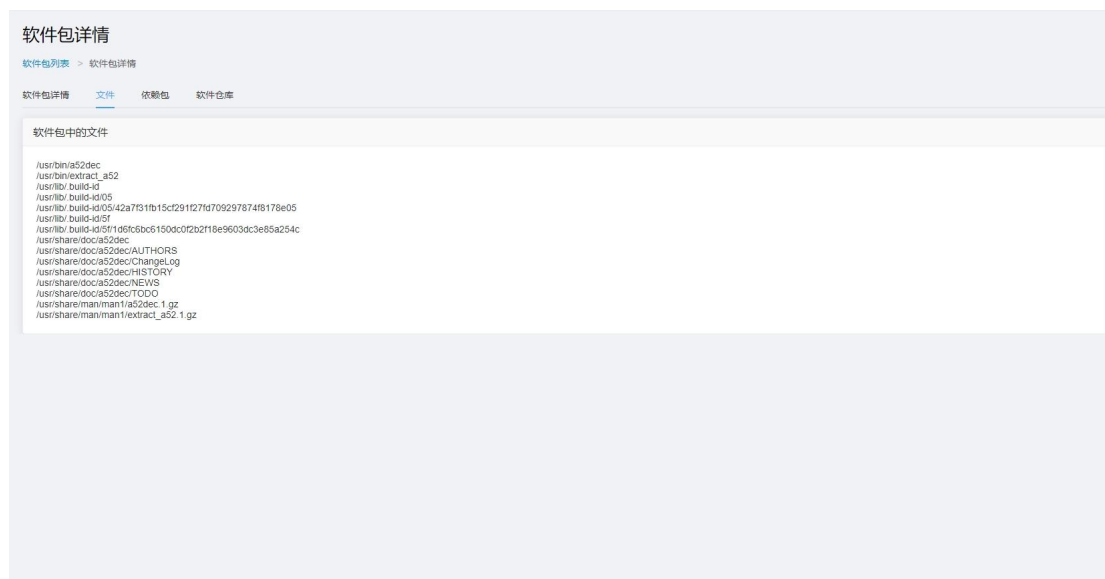 软件包详情
软件包列表 > 软件包详情
软件包详情 文件 依赖包 软件仓库
软件包中的文件
/usr/bin/a52dec
/usr/bin/extract_a52
/usr/lib/.build-id
/usr/lib/.build-id/05
/usr/lib/.build-id/05/42a7f31fb15cf291f27fd709297874f8178e05
/usr/lib/.build-id/5f
/usr/lib/.build-id/5f/1d6fc6bc6150dc0f2b2f18e9603dc3e85a254c
/usr/share/doc/a52dec
/usr/share/doc/a52dec/AUTHORS
/usr/share/doc/a52dec/ChangeLog
/usr/share/doc/a52dec/HISTORY
/usr/share/doc/a52dec/NEWS
/usr/share/doc/a52dec/TODO
/usr/share/man/man1/a52dec.1.gz
/usr/share/man/man1/extract_a52.1.gz